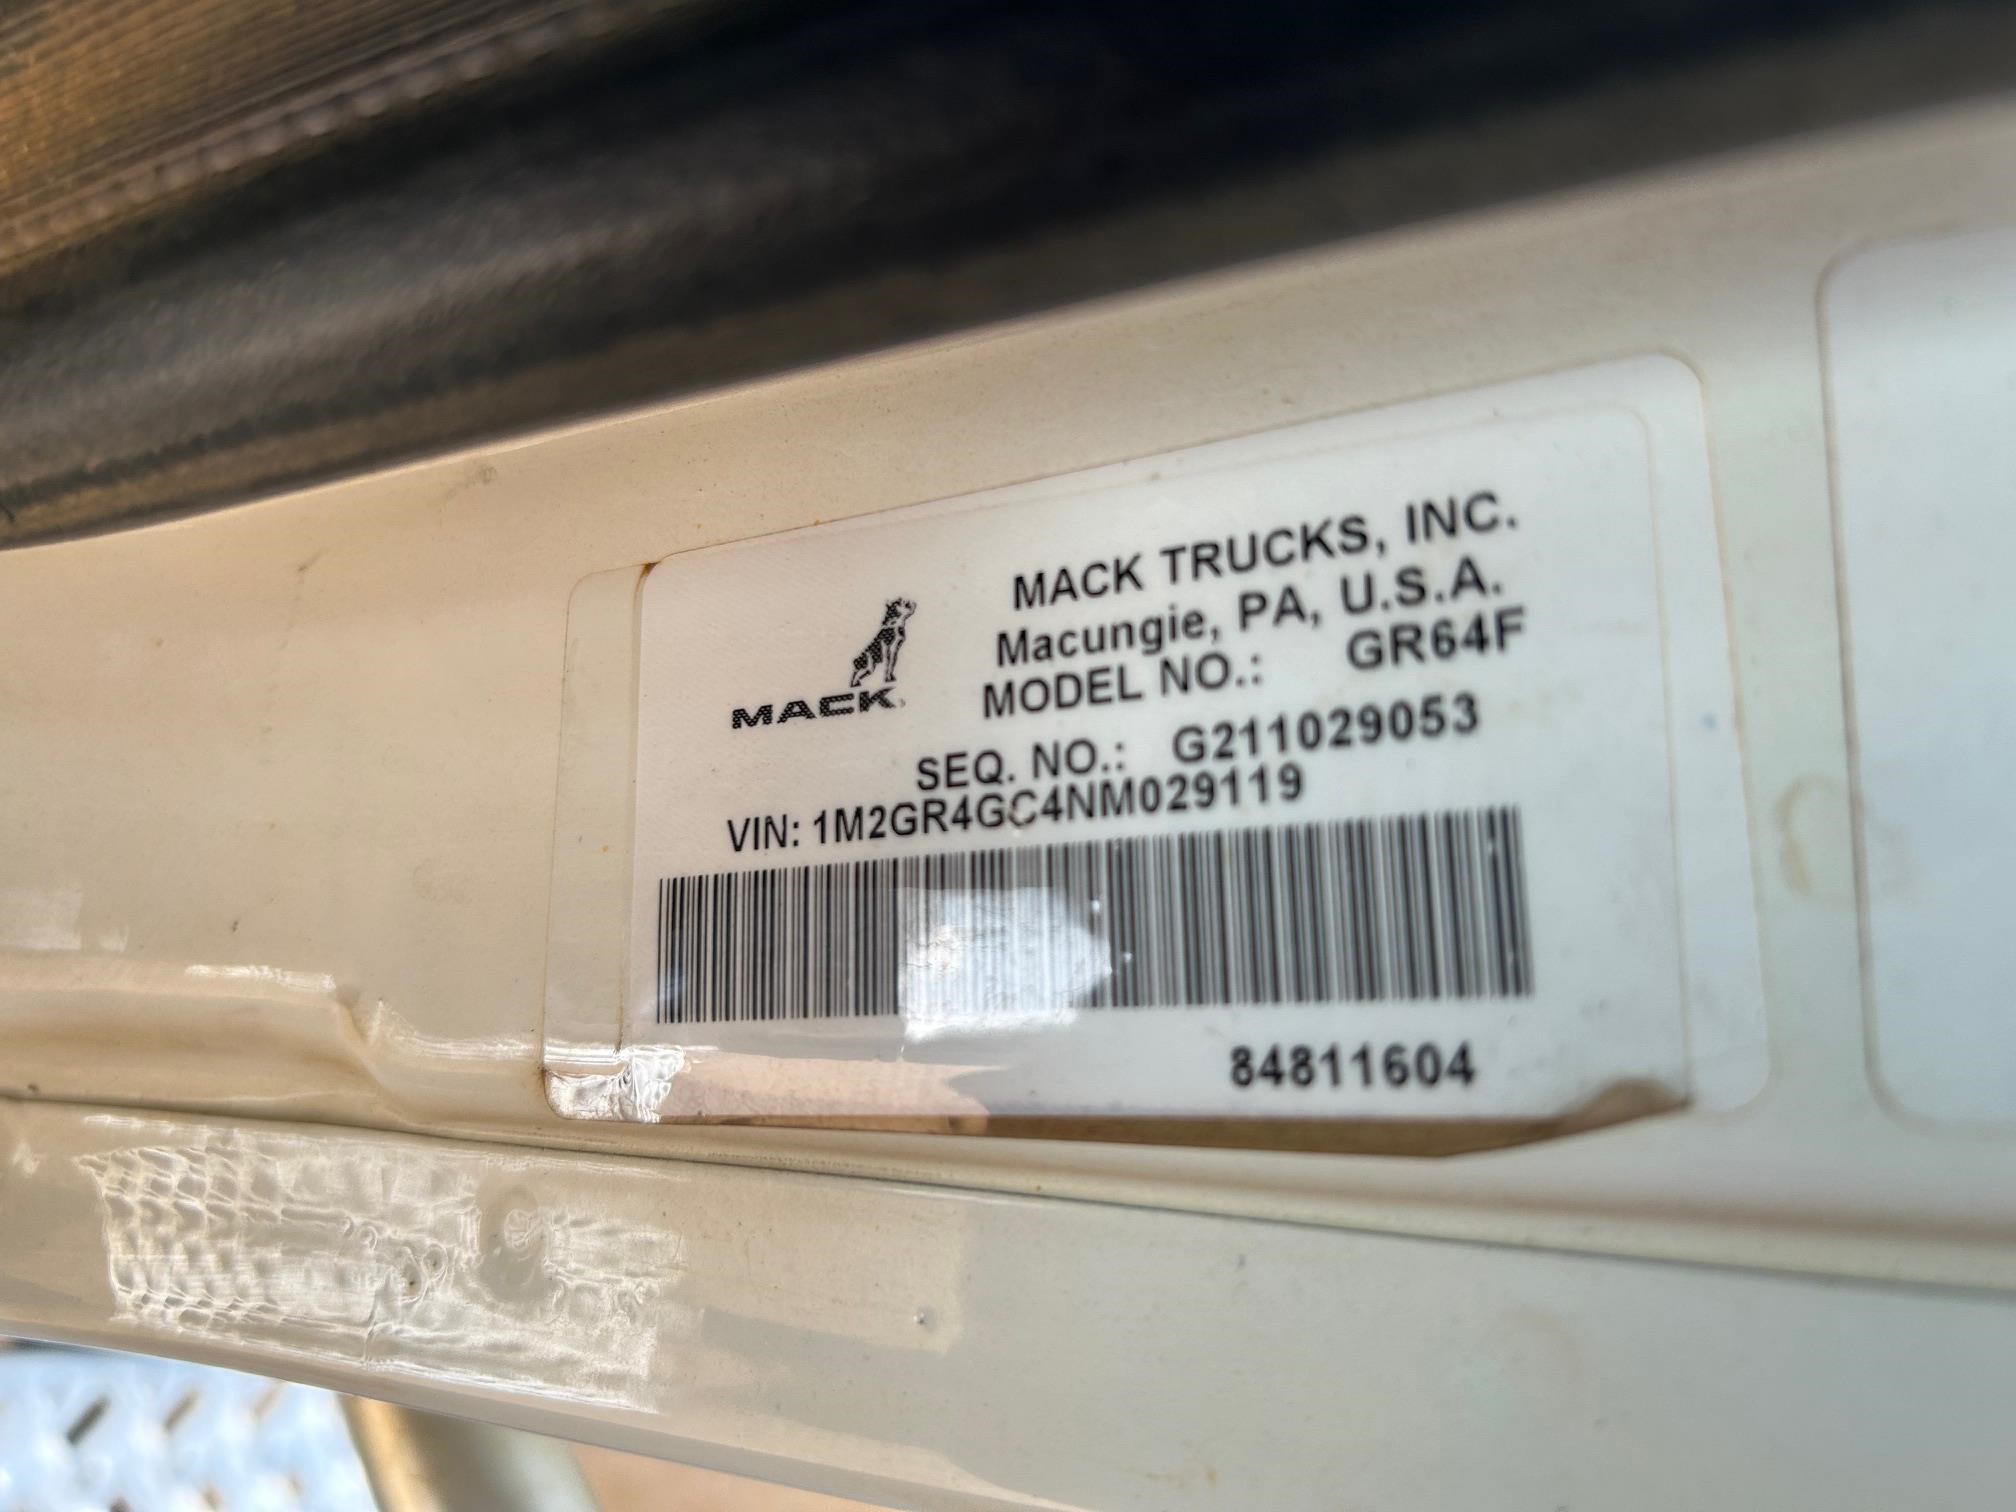 MACK TRUCKS, INC.
Macungie, PA, U.S.A.
MACK
MODEL NO.: GR64F
SEQ. NO.: G211029053
VIN: 1M2GR4GC4NM029119
84811604